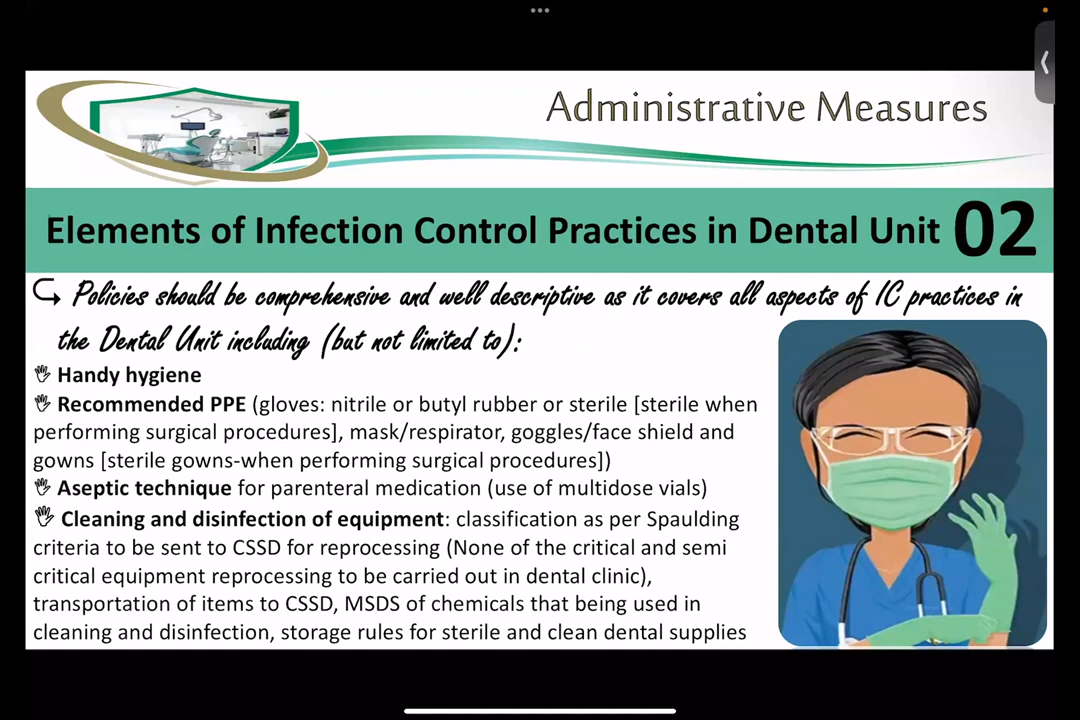 Administrative Measures
Elements of Infection Control Practices in Dental Unit 02
Policies should be comprehensive and well descriptive as it covers all aspects of IC practices in
the Dental Unit including (but not limited to):
Handy hygiene
Recommended PPE (gloves: nitrile or butyl rubber or sterile [sterile when
performing surgical procedures], mask/respirator, goggles/face shield and
gowns [sterile gowns-when performing surgical procedures])
Aseptic technique for parenteral medication (use of multidose vials)
Cleaning and disinfection of equipment: classification as per Spaulding
criteria to be sent to CSSD for reprocessing (None of the critical and semi
critical equipment reprocessing to be carried out in dental clinic),
transportation of items to CSSD, MSDS of chemicals that being used in
cleaning and disinfection, storage rules for sterile and clean dental supplies